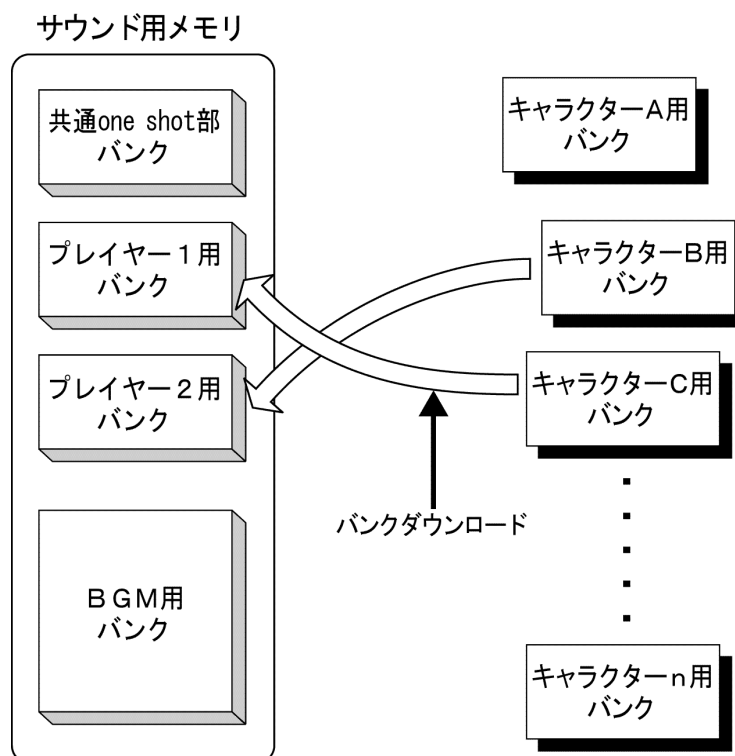 サウンド用メモリ
共通one shot部
バンク
プレイヤー１用
バンク
プレイヤー２用
バンク
ＢＧＭ用
バンク
キャラクターＡ用
バンク
キャラクターＢ用
バンク
キャラクターＣ用
バンク
バンクダウンロード
キャラクターｎ用
バンク